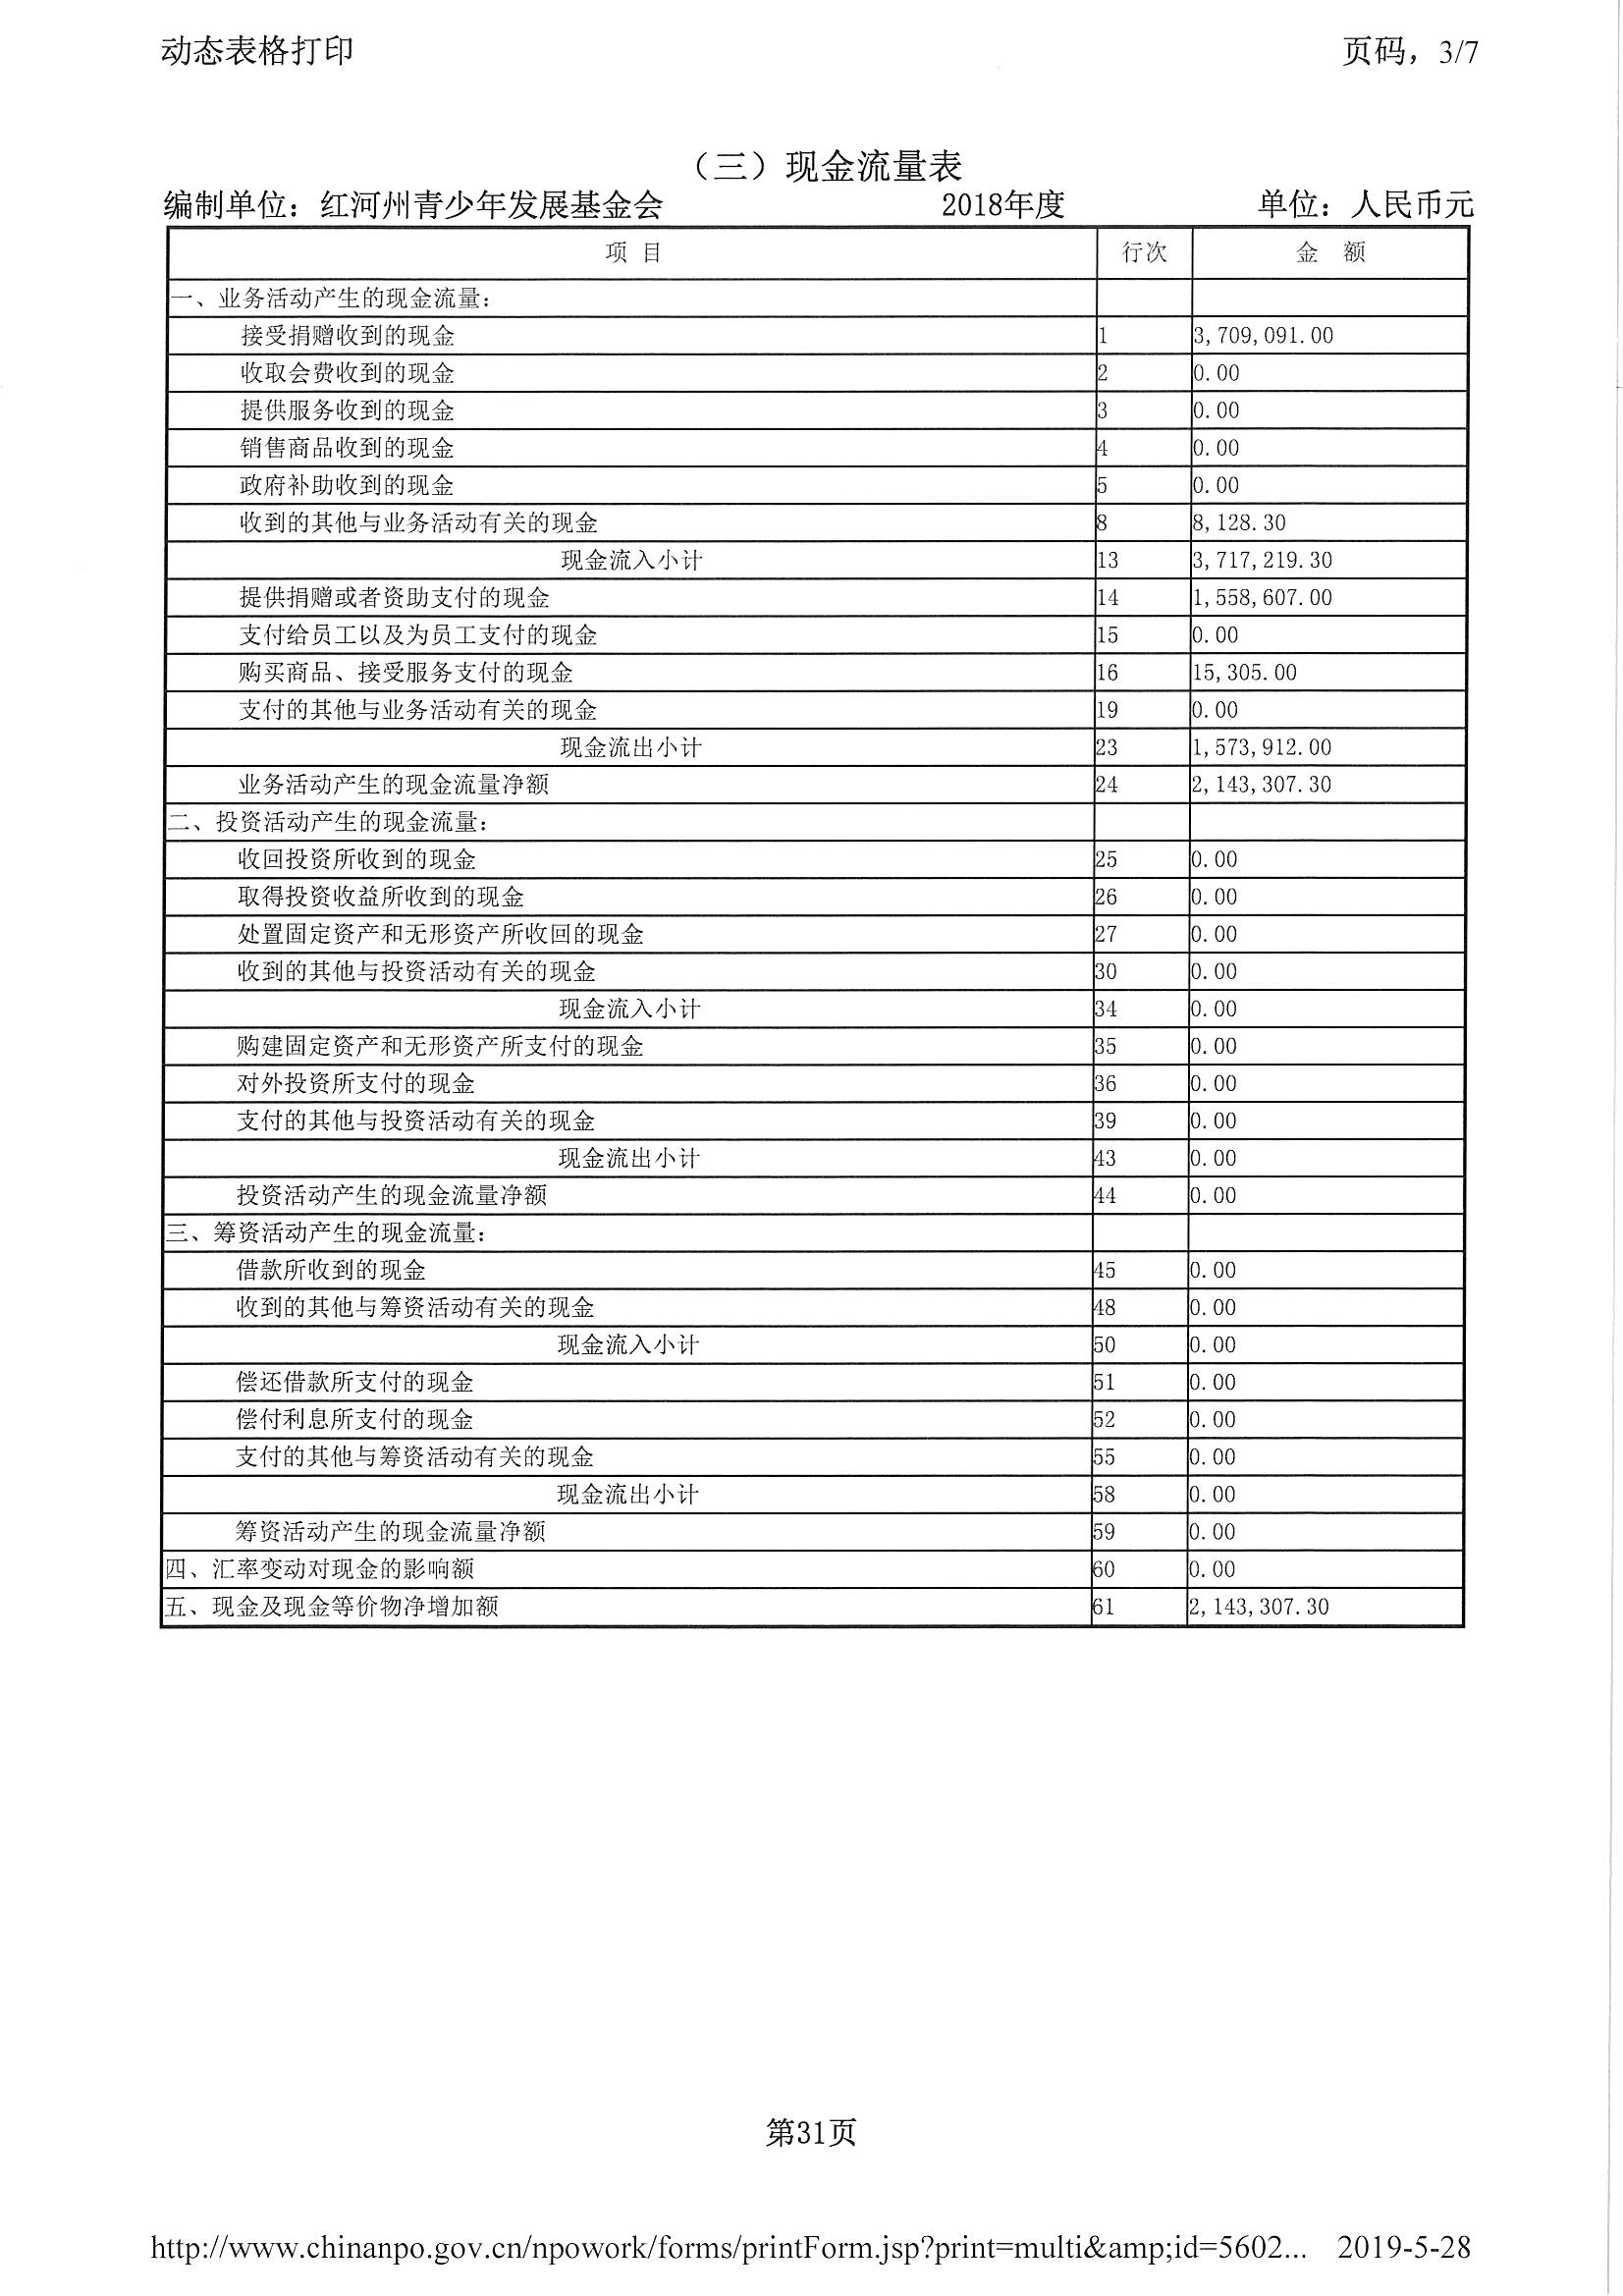 动态表格打印 页码，3/7
（三）现金流量表
编制单位：红河州青少年发展基金会 2018年度 单位：人民币元
项 目 行次 金 额
一、业务活动产生的现金流量：
接受捐赠收到的现金 1 3,709,091.00
收取会费收到的现金 2 0.00
提供服务收到的现金 3 0.00
销售商品收到的现金 4 0.00
政府补助收到的现金 5 0.00
收到的其他与业务活动有关的现金 8 8,128.30
现金流入小计 13 3,717,219.30
提供捐赠或者资助支付的现金 14 1,558,607.00
支付给员工以及为员工支付的现金 15 0.00
购买商品、接受服务支付的现金 16 15,305.00
支付的其他与业务活动有关的现金 19 0.00
现金流出小计 23 1,573,912.00
业务活动产生的现金流量净额 24 2,143,307.30
二、投资活动产生的现金流量：
收回投资所收到的现金 25 0.00
取得投资收益所收到的现金 26 0.00
处置固定资产和无形资产所收回的现金 27 0.00
收到的其他与投资活动有关的现金 30 0.00
现金流入小计 34 0.00
购建固定资产和无形资产所支付的现金 35 0.00
对外投资所支付的现金 36 0.00
支付的其他与投资活动有关的现金 39 0.00
现金流出小计 43 0.00
投资活动产生的现金流量净额 44 0.00
三、筹资活动产生的现金流量：
借款所收到的现金 45 0.00
收到的其他与筹资活动有关的现金 48 0.00
现金流入小计 50 0.00
偿还借款所支付的现金 51 0.00
偿付利息所支付的现金 52 0.00
支付的其他与筹资活动有关的现金 55 0.00
现金流出小计 58 0.00
筹资活动产生的现金流量净额 59 0.00
四、汇率变动对现金的影响额 60 0.00
五、现金及现金等价物净增加额 61 2,143,307.30
第31页
http://www.chinanpo.gov.cn/npowork/forms/printForm.jsp?print=multi&amp;id=5602... 2019-5-28